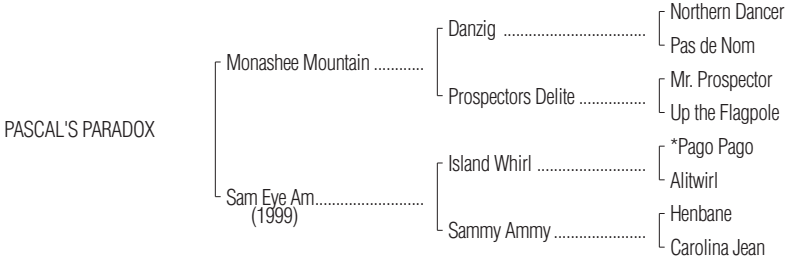 Northern Dancer
Danzig ................................
Pas de Nom
Monashee Mountain ............
Mr. Prospector
Prospectors Delite ...............
Up the Flagpole
PASCAL'S PARADOX
*Pago Pago
Island Whirl .........................
Alitwirl
Sam Eye Am.........................
(1999)
Henbane
Sammy Ammy .....................
Carolina Jean